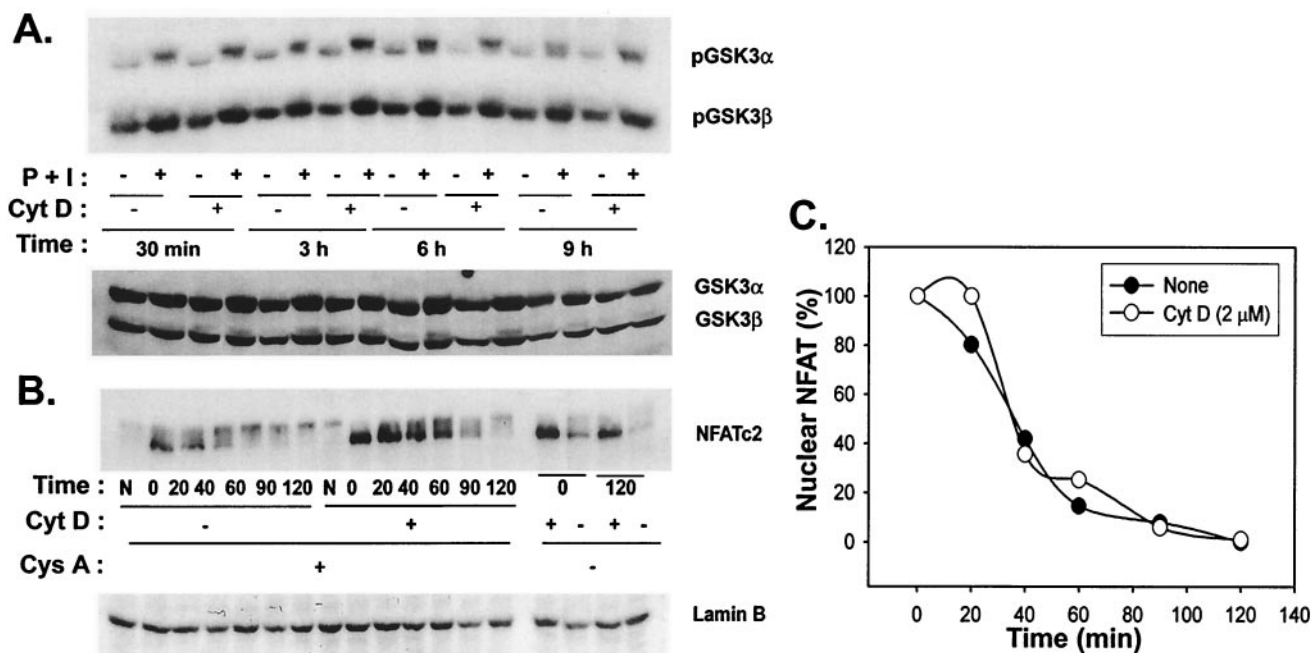 A.
pGSK3α
pGSK3β
P + I : - + - + - + - + - + - + - + - +
Cyt D : - + - + - + - +
Time : 30 min 3 h 6 h 9 h
GSK3α
GSK3β
B.
NFATc2
Time : N 0 20 40 60 90 120 N 0 20 40 60 90 120 0 120
Cyt D : - + + - + -
Cys A : + -
Lamin B
C.
Nuclear NFAT (%)
120
100
80
60
40
20
0
None
Cyt D (2 μM)
0 20 40 60 80 100 120 140
Time (min)